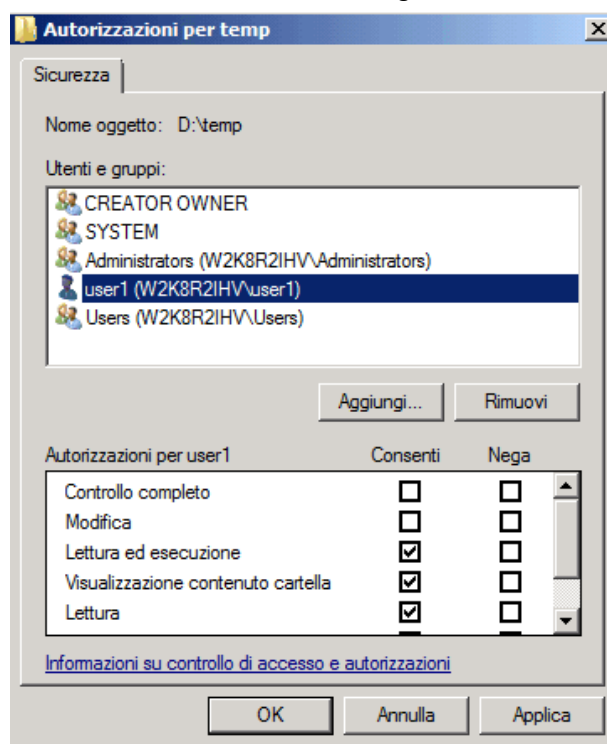 Autorizzazioni per temp
Sicurezza
Nome oggetto: D:\temp
Utenti e gruppi:
CREATOR OWNER
SYSTEM
Administrators (W2K8R2IHV\Administrators)
user1 (W2K8R2IHV\user1)
Users (W2K8R2IHV\Users)
Aggiungi... Rimuovi
Autorizzazioni per user1 Consenti Nega
Controllo completo
Modifica
Lettura ed esecuzione
Visualizzazione contenuto cartella
Lettura
Informazioni su controllo di accesso e autorizzazioni
OK Annulla Applica